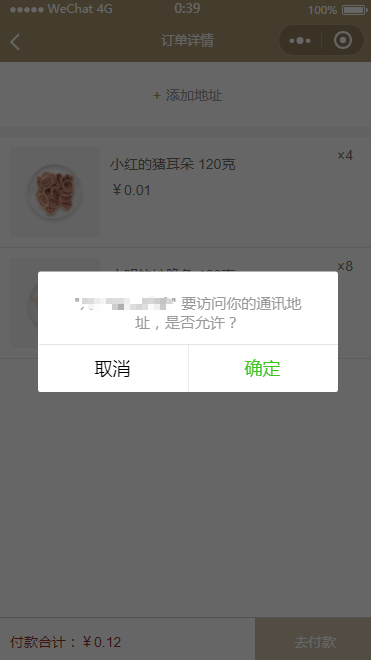 ●●●●● WeChat 4G 0:39 100%
订单详情
+ 添加地址
小红的猪耳朵 120克
×4
￥0.01
×8
" " 要访问你的通讯地
址，是否允许？
取消 确定
付款合计：￥0.12 去付款